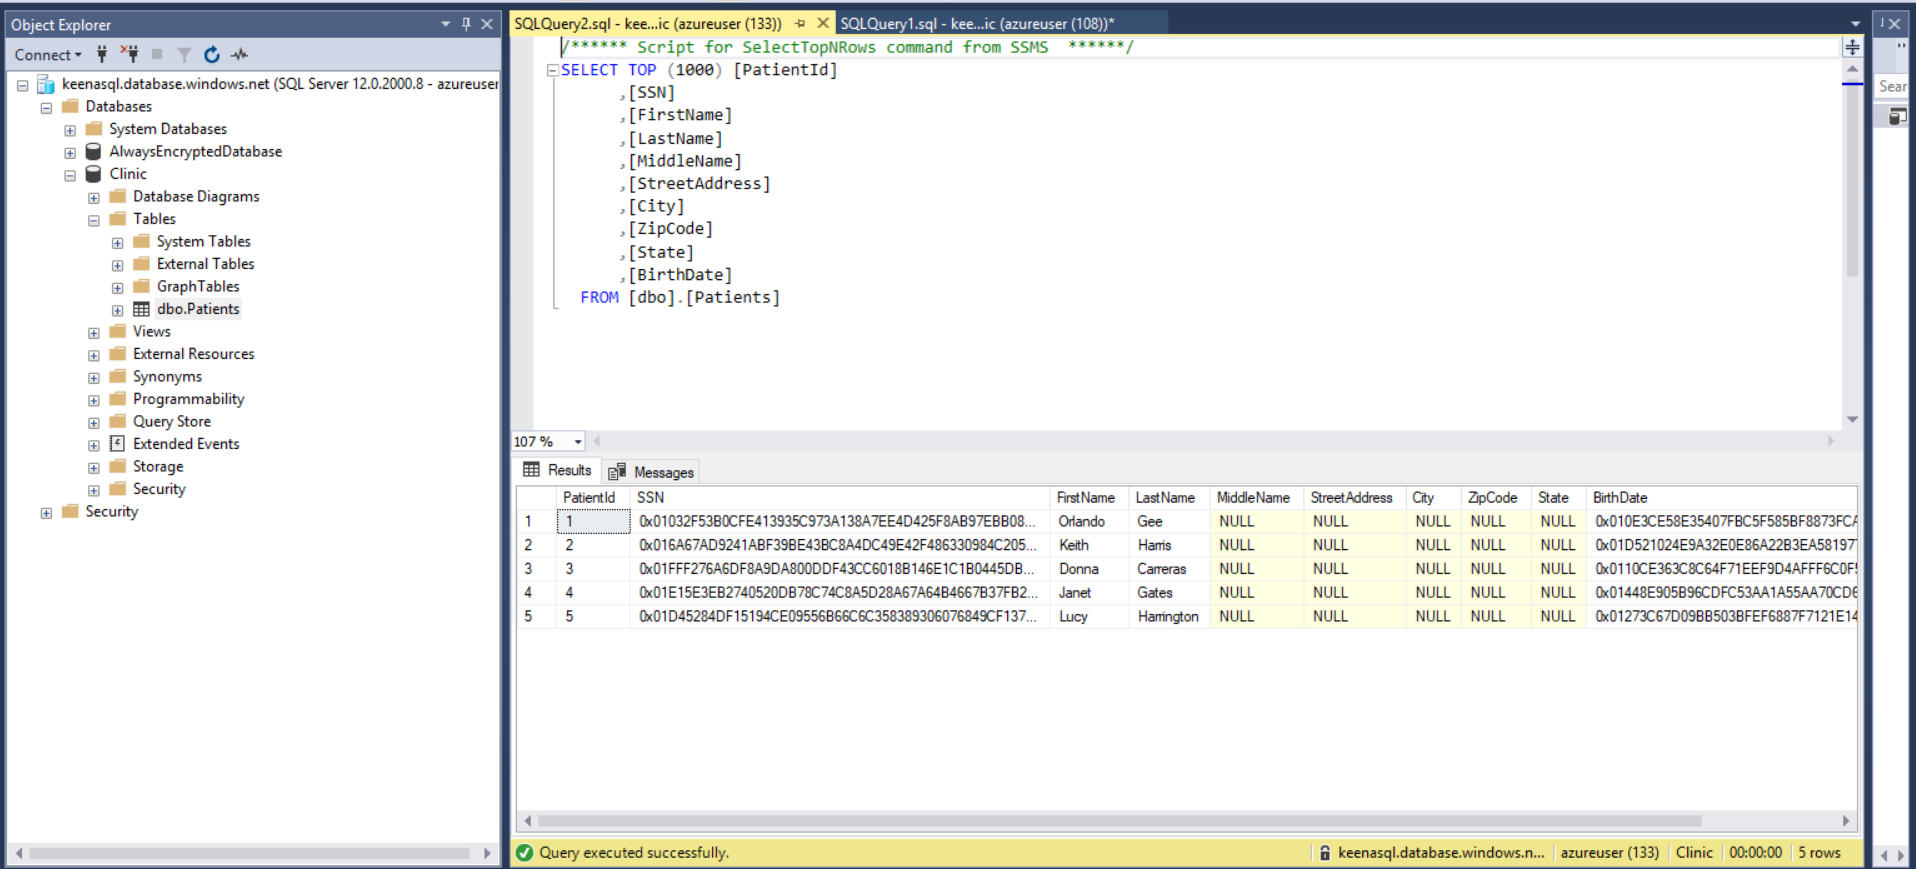 Object Explorer
Connect
keenasql.database.windows.net (SQL Server 12.0.2000.8 - azureuser
Databases
System Databases
AlwaysEncryptedDatabase
Clinic
Database Diagrams
Tables
System Tables
External Tables
GraphTables
dbo.Patients
Views
External Resources
Synonyms
Programmability
Query Store
Extended Events
Storage
Security
Security
SQLQuery2.sql - kee...ic (azureuser (133)) SQLQuery1.sql - kee...ic (azureuser (108))*
/****** Script for SelectTopNRows command from SSMS ******/
SELECT TOP (1000) [PatientId]
,[SSN]
,[FirstName]
,[LastName]
,[MiddleName]
,[StreetAddress]
,[City]
,[ZipCode]
,[State]
,[BirthDate]
FROM [dbo].[Patients]
107 %
Results Messages
PatientId SSN FirstName LastName MiddleName StreetAddress City ZipCode State BirthDate
1 1 0x01032F53B0CFE413935C973A138A7EE4D425F8AB97EBB08... Orlando Gee NULL NULL NULL NULL NULL 0x010E3CE58E35407FBC5F585BF8873FCA
2 2 0x016A67AD9241ABF39BE43BC8A4DC49E42F486330984C205... Keith Harris NULL NULL NULL NULL NULL 0x01D521024E9A32E0E86A22B3EA581977
3 3 0x01FFF276A6DF8A9DA800DDF43CC6018B146E1C1B0445DB... Donna Carreras NULL NULL NULL NULL NULL 0x0110CE363C8C64F71EEF9D4AFFF6C0F5
4 4 0x01E15E3EB2740520DB78C74C8A5D28A67A64B4667B37FB2... Janet Gates NULL NULL NULL NULL NULL 0x01448E905B96CDFC53AA1A55AA70CD6
5 5 0x01D45284DF15194CE09556B66C6C358389306076849CF137... Lucy Harrington NULL NULL NULL NULL NULL 0x01273C67D09BB503BFEF6887F7121E14
Query executed successfully. keenasql.database.windows.n... azureuser (133) Clinic 00:00:00 5 rows
Sear